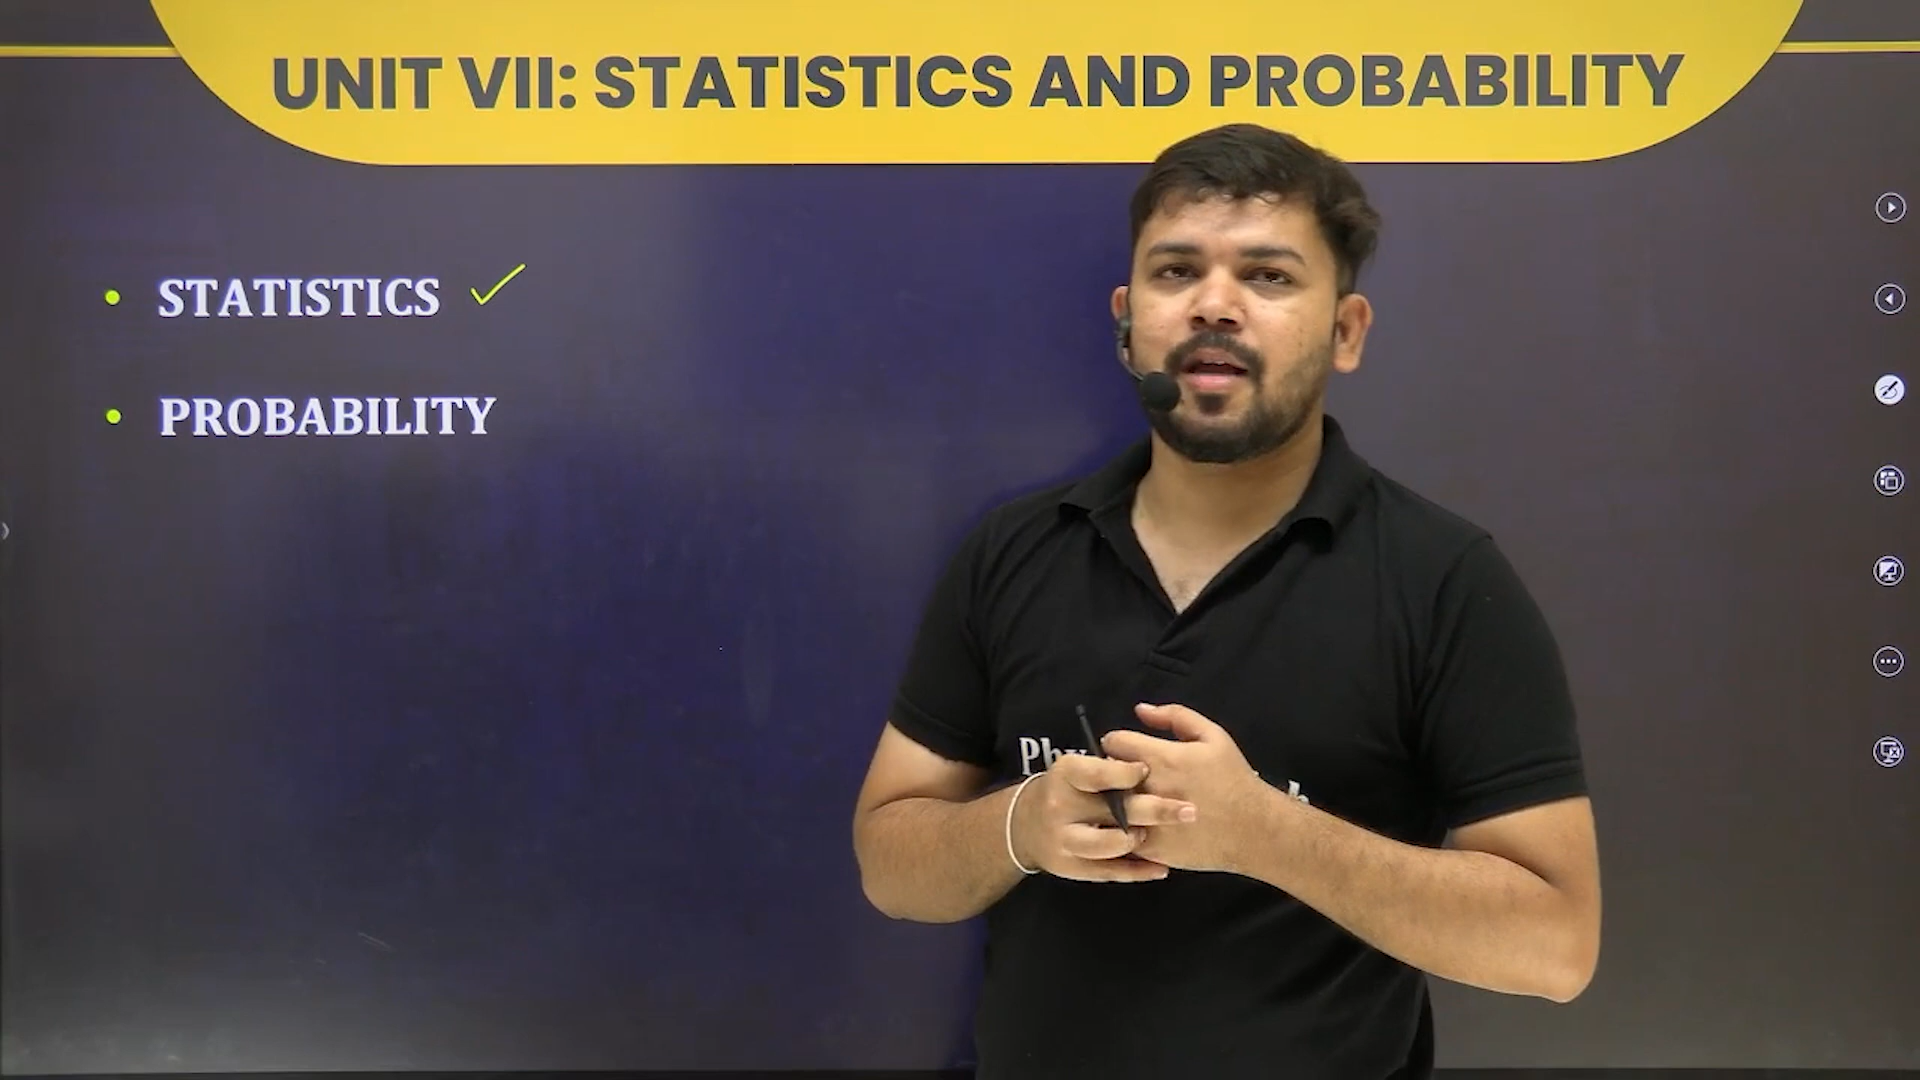 UNIT VII: STATISTICS AND PROBABILITY
• STATISTICS ✓
• PROBABILITY